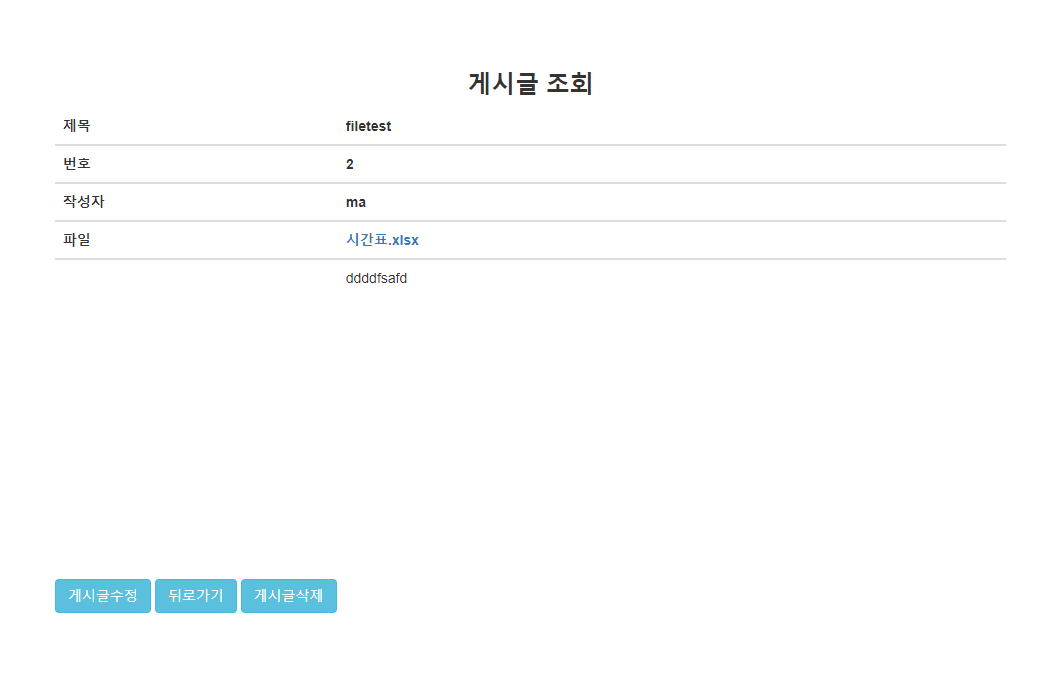 게시글 조회
제목 filetest
번호 2
작성자 ma
파일 시간표.xlsx
ddddfsafd
게시글수정 뒤로가기 게시글삭제